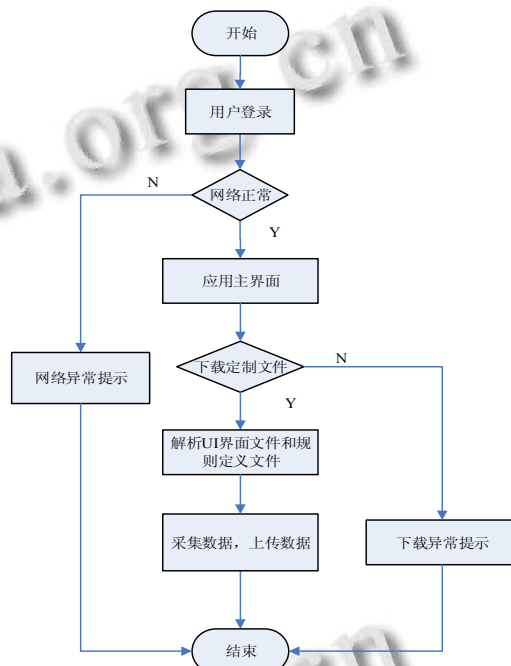 开始
用户登录
N
网络正常
Y
应用主界面
下载定制文件
N
网络异常提示
Y
解析UI界面文件和规
则定义文件
采集数据，上传数据
下载异常提示
结束
.org.cn